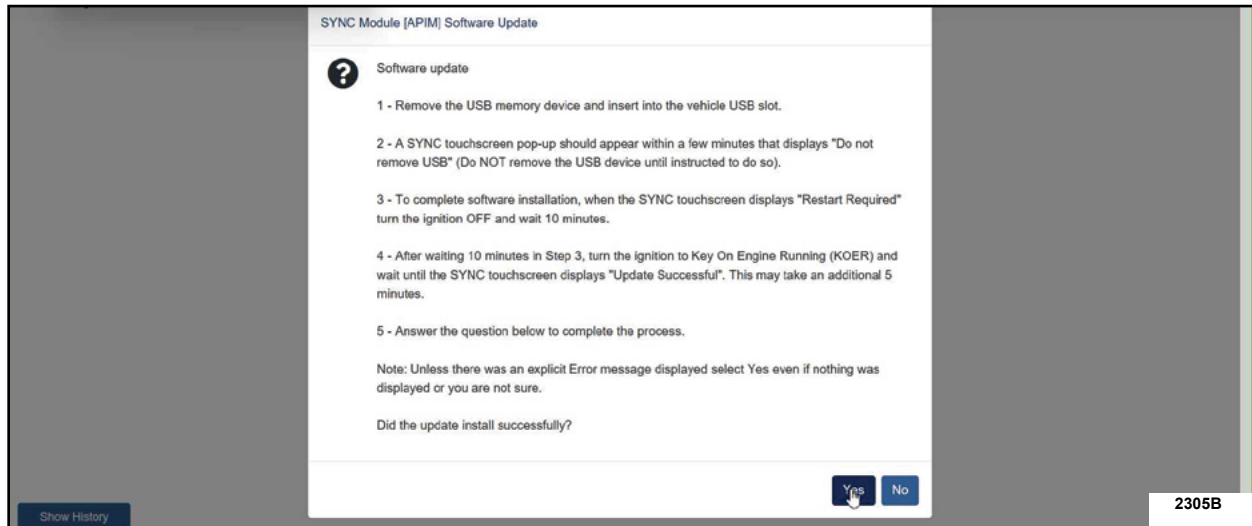 SYNC Module [APIM] Software Update
Software update
1 - Remove the USB memory device and insert into the vehicle USB slot.
2 - A SYNC touchscreen pop-up should appear within a few minutes that displays "Do not
remove USB" (Do NOT remove the USB device until instructed to do so).
3 - To complete software installation, when the SYNC touchscreen displays "Restart Required"
turn the ignition OFF and wait 10 minutes.
4 - After waiting 10 minutes in Step 3, turn the ignition to Key On Engine Running (KOER) and
wait until the SYNC touchscreen displays "Update Successful". This may take an additional 5
minutes.
5 - Answer the question below to complete the process.
Note: Unless there was an explicit Error message displayed select Yes even if nothing was
displayed or you are not sure.
Did the update install successfully?
Yes No
Show History
2305B